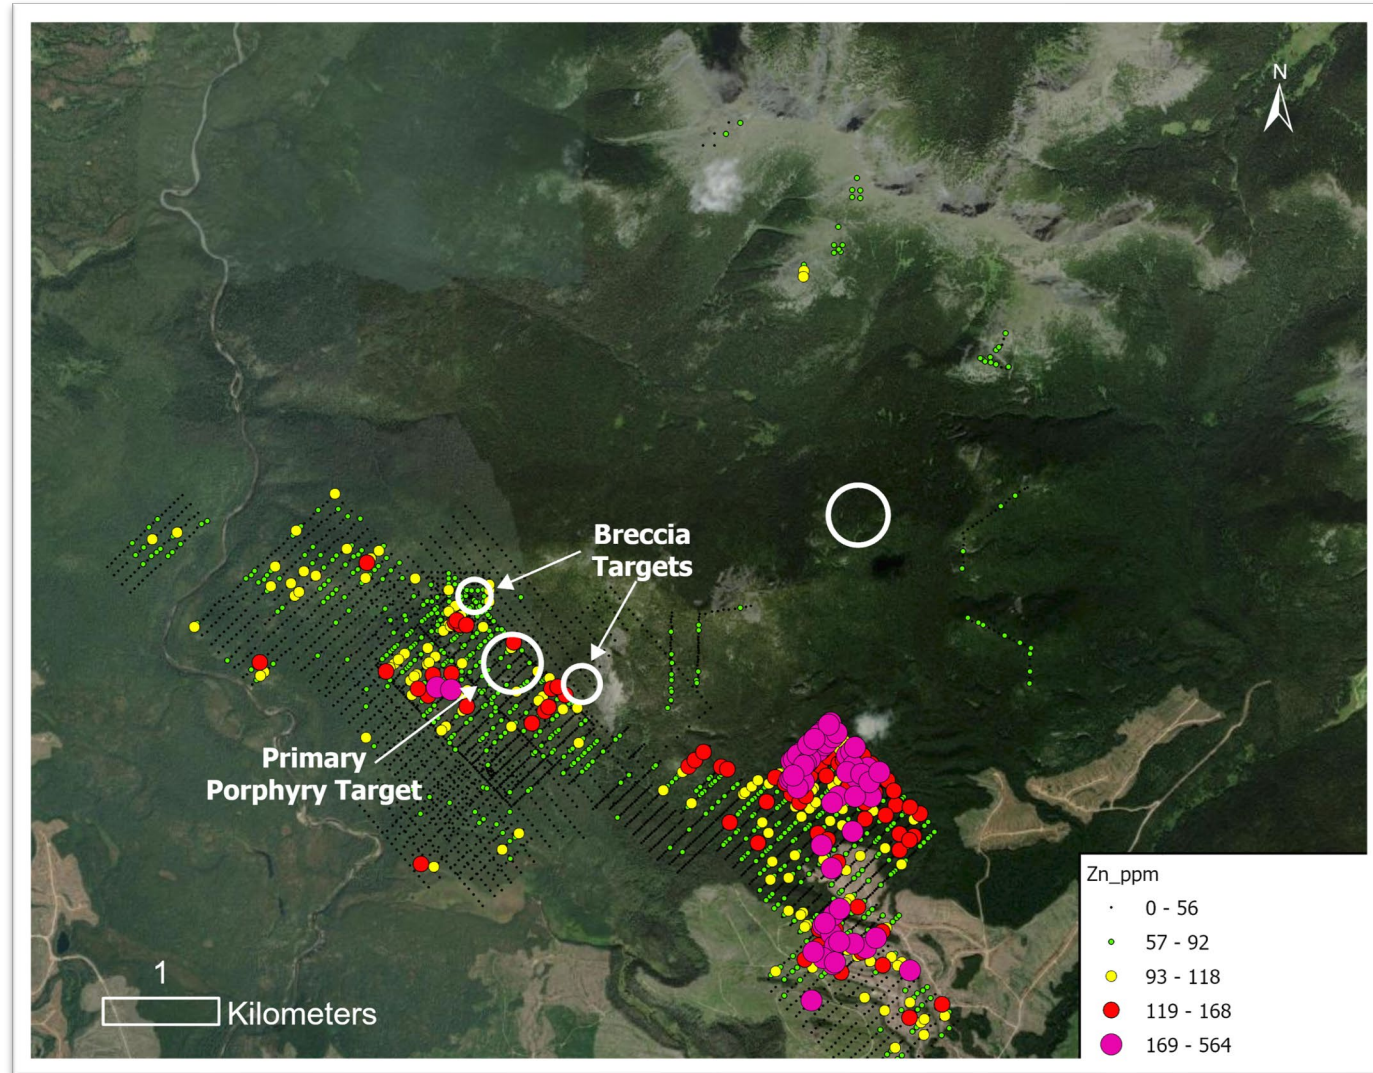 N
Breccia
Targets
Primary
Porphyry Target
1
Kilometers
Zn_ppm
0 - 56
57 - 92
93 - 118
119 - 168
169 - 564